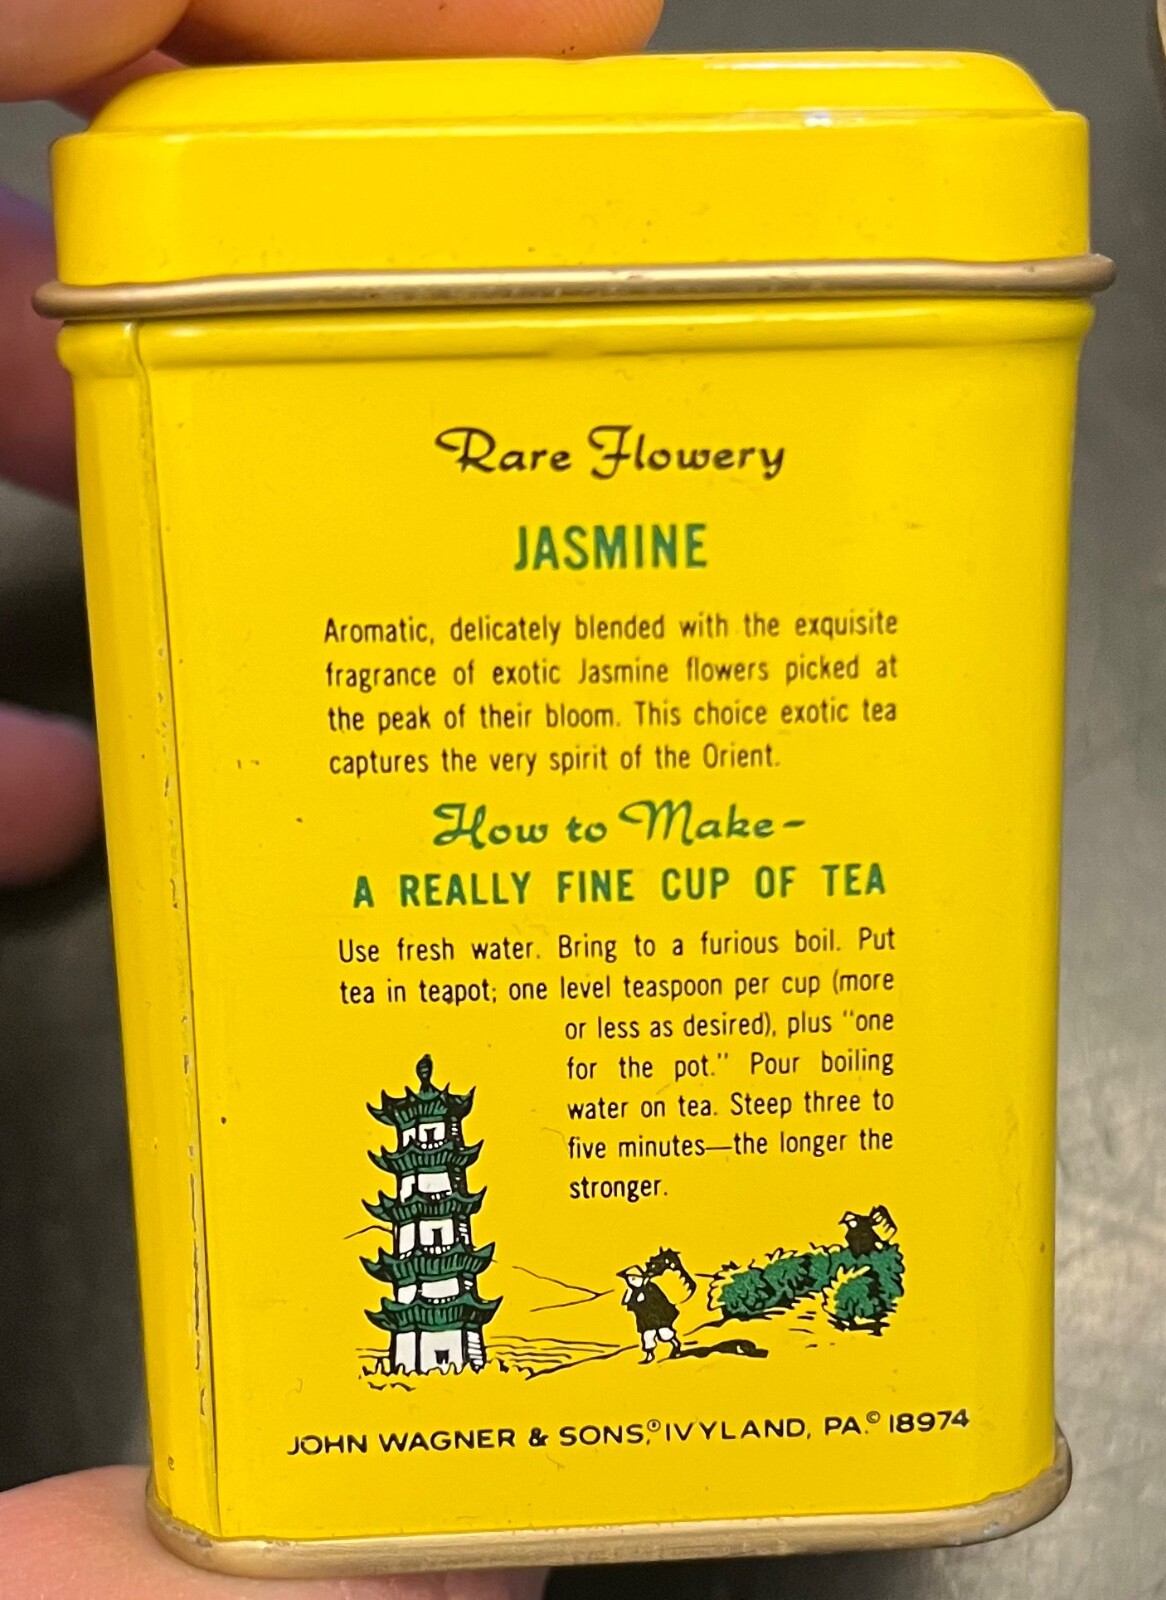 Rare Flowery
JASMINE
Aromatic, delicately blended with the exquisite
fragrance of exotic Jasmine flowers picked at
the peak of their bloom. This choice exotic tea
captures the very spirit of the Orient.
How to Make-
A REALLY FINE CUP OF TEA
Use fresh water. Bring to a furious boil. Put
tea in teapot; one level teaspoon per cup (more
or less as desired), plus "one
for the pot." Pour boiling
water on tea. Steep three to
five minutes—the longer the
stronger.
JOHN WAGNER & SONS,® IVYLAND, PA.© 18974